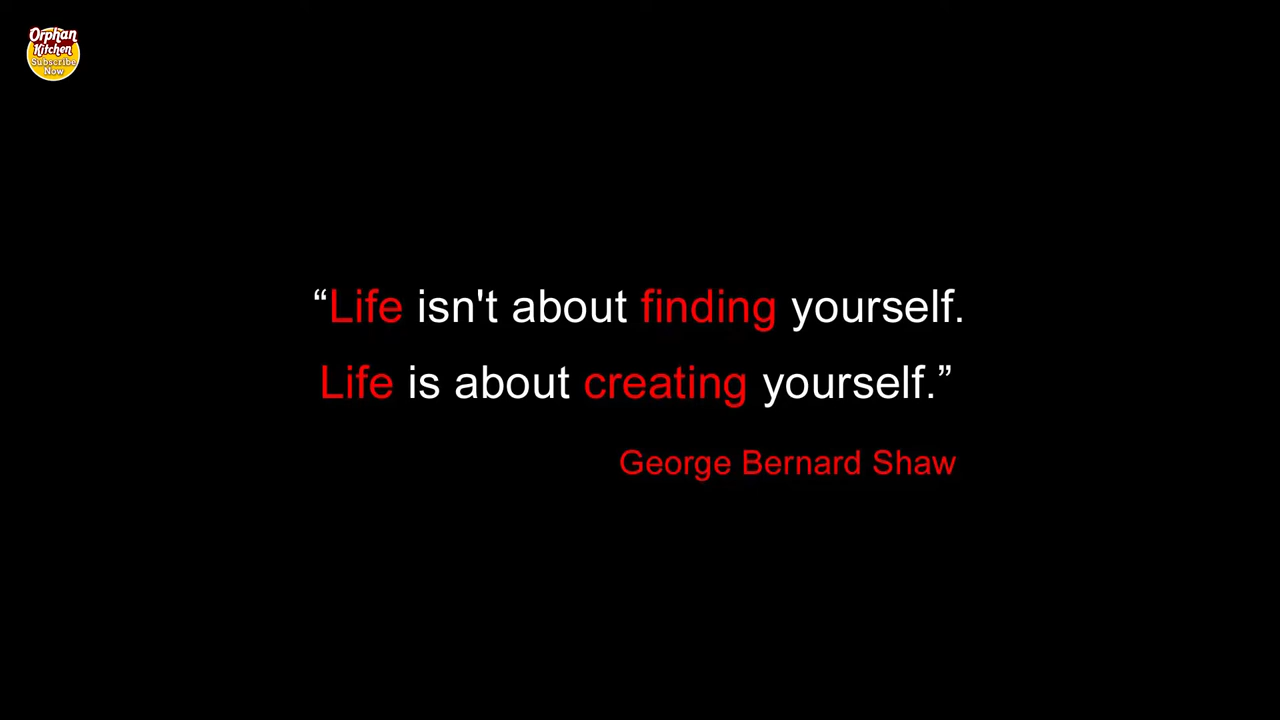 Orphan
Kitchen
Subscribe
Now
“Life isn't about finding yourself.
Life is about creating yourself.”
George Bernard Shaw